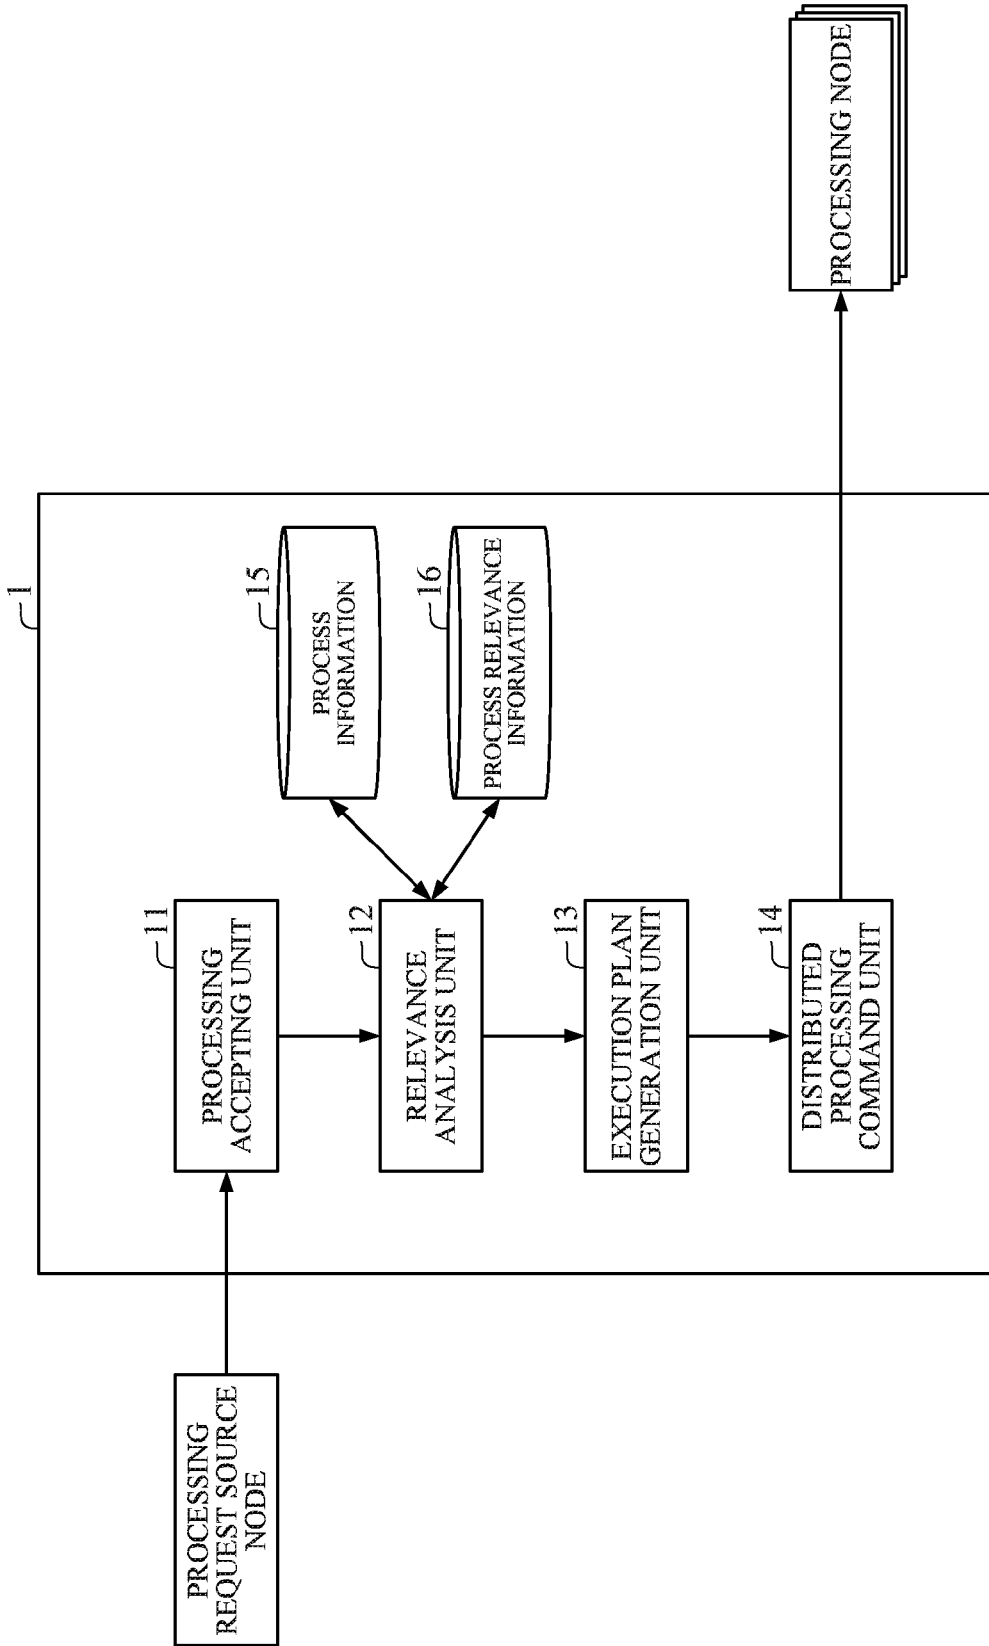 1
PROCESSING
REQUEST SOURCE
NODE
11
PROCESSING
ACCEPTING UNIT
12
RELEVANCE
ANALYSIS UNIT
13
EXECUTION PLAN
GENERATION UNIT
14
DISTRIBUTED
PROCESSING
COMMAND UNIT
15
PROCESS
INFORMATION
16
PROCESS RELEVANCE
INFORMATION
PROCESSING NODE